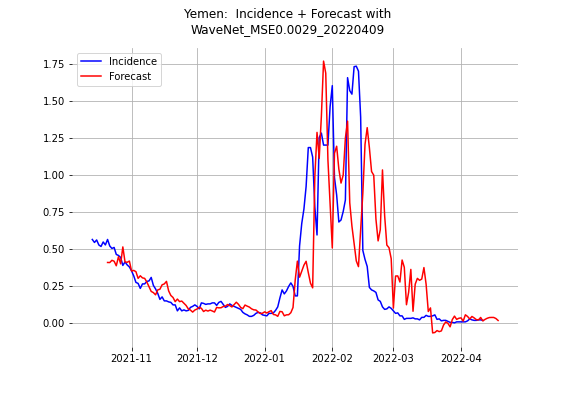 Yemen:  Incidence + Forecast with
WaveNet_MSE0.0029_20220409
Incidence
Forecast
1.75
1.50
1.25
1.00
0.75
0.50
0.25
0.00
2021-11 2021-12 2022-01 2022-02 2022-03 2022-04